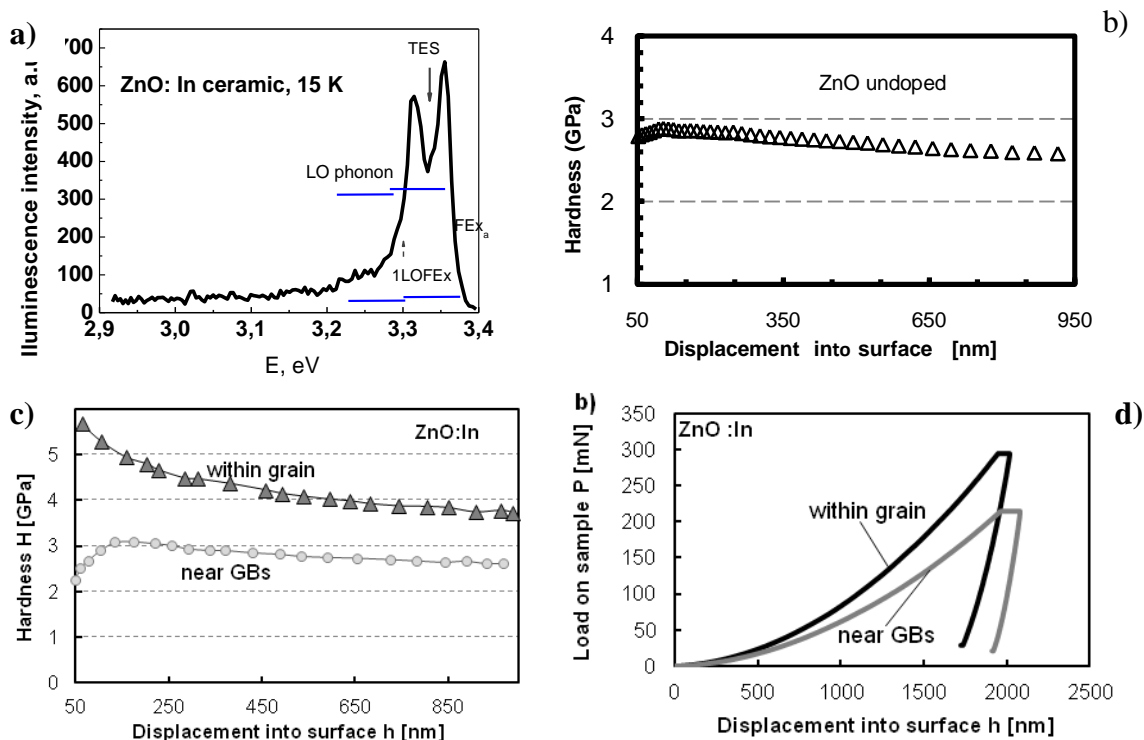 a)
Iluminescence intensity, a.u
700
600
500
400
300
200
100
0
ZnO: In ceramic, 15 K
TES
LO phonon
FEx a
1LOFEx
2,9 3,0 3,1 3,2 3,3 3,4
E, eV
b)
Hardness (GPa)
4
3
2
1
ZnO undoped
50 350 650 950
Displacement into surface [nm]
c)
Hardness H [GPa]
5
4
3
2
1
0
ZnO:In
within grain
near GBs
50 250 450 650 850
Displacement into surface h [nm]
b)
d)
Load on sample P [mN]
350
300
250
200
150
100
50
0
ZnO :In
within grain
near GBs
0 500 1000 1500 2000 2500
Displacement into surface h [nm]